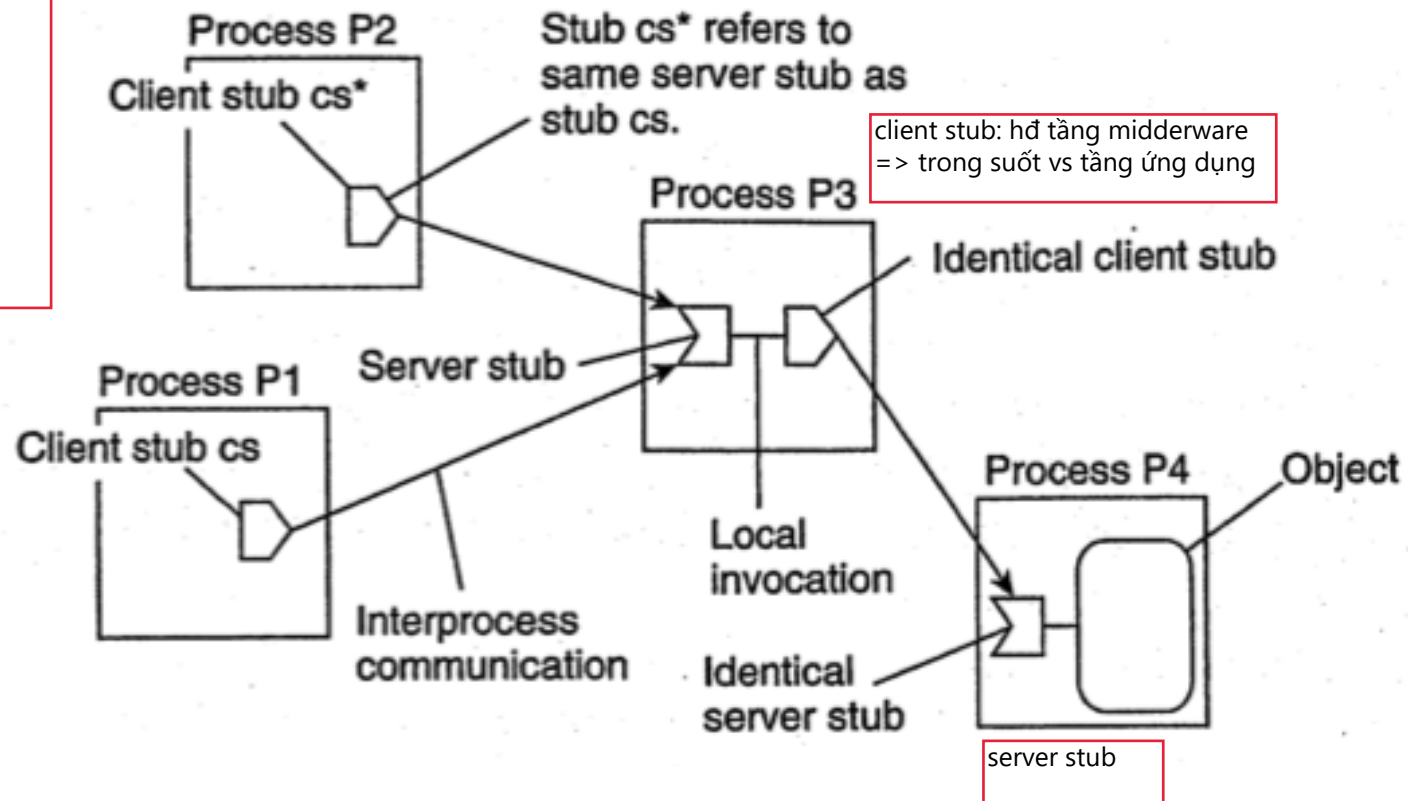 Process P2
Client stub cs*
Stub cs* refers to
same server stub as
stub cs.
client stub: hđ tầng midderware
=> trong suốt vs tầng ứng dụng
Process P3
Identical client stub
Server stub
Process P1
Client stub cs
Interprocess
communication
Local
invocation
Process P4
Object
Identical
server stub
server stub